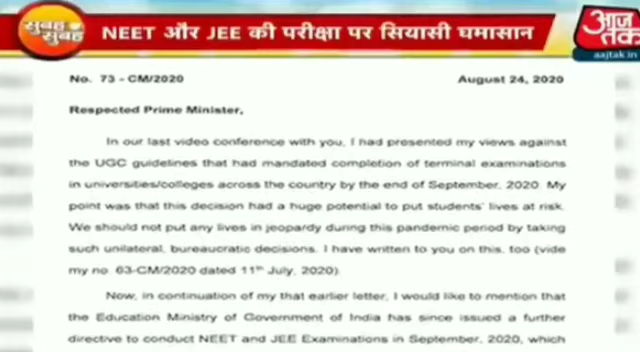 सुबह सुबह
NEET और JEE की परीक्षा पर सियासी घमासान
आज तक
aajtak.in
No. 73 - CM/2020 August 24, 2020
Respected Prime Minister,
In our last video conference with you, I had presented my views against
the UGC guidelines that had mandated completion of terminal examinations
in universities/colleges across the country by the end of September, 2020. My
point was that this decision had a huge potential to put students' lives at risk.
We should not put any lives in jeopardy during this pandemic period by taking
such unilateral, bureaucratic decisions. I have written to you on this, too (vide
my no. 63-CM/2020 dated 11th July, 2020).
Now, in continuation of my that earlier letter, I would like to mention that
the Education Ministry of Government of India has since issued a further
directive to conduct NEET and JEE Examinations in September, 2020, which